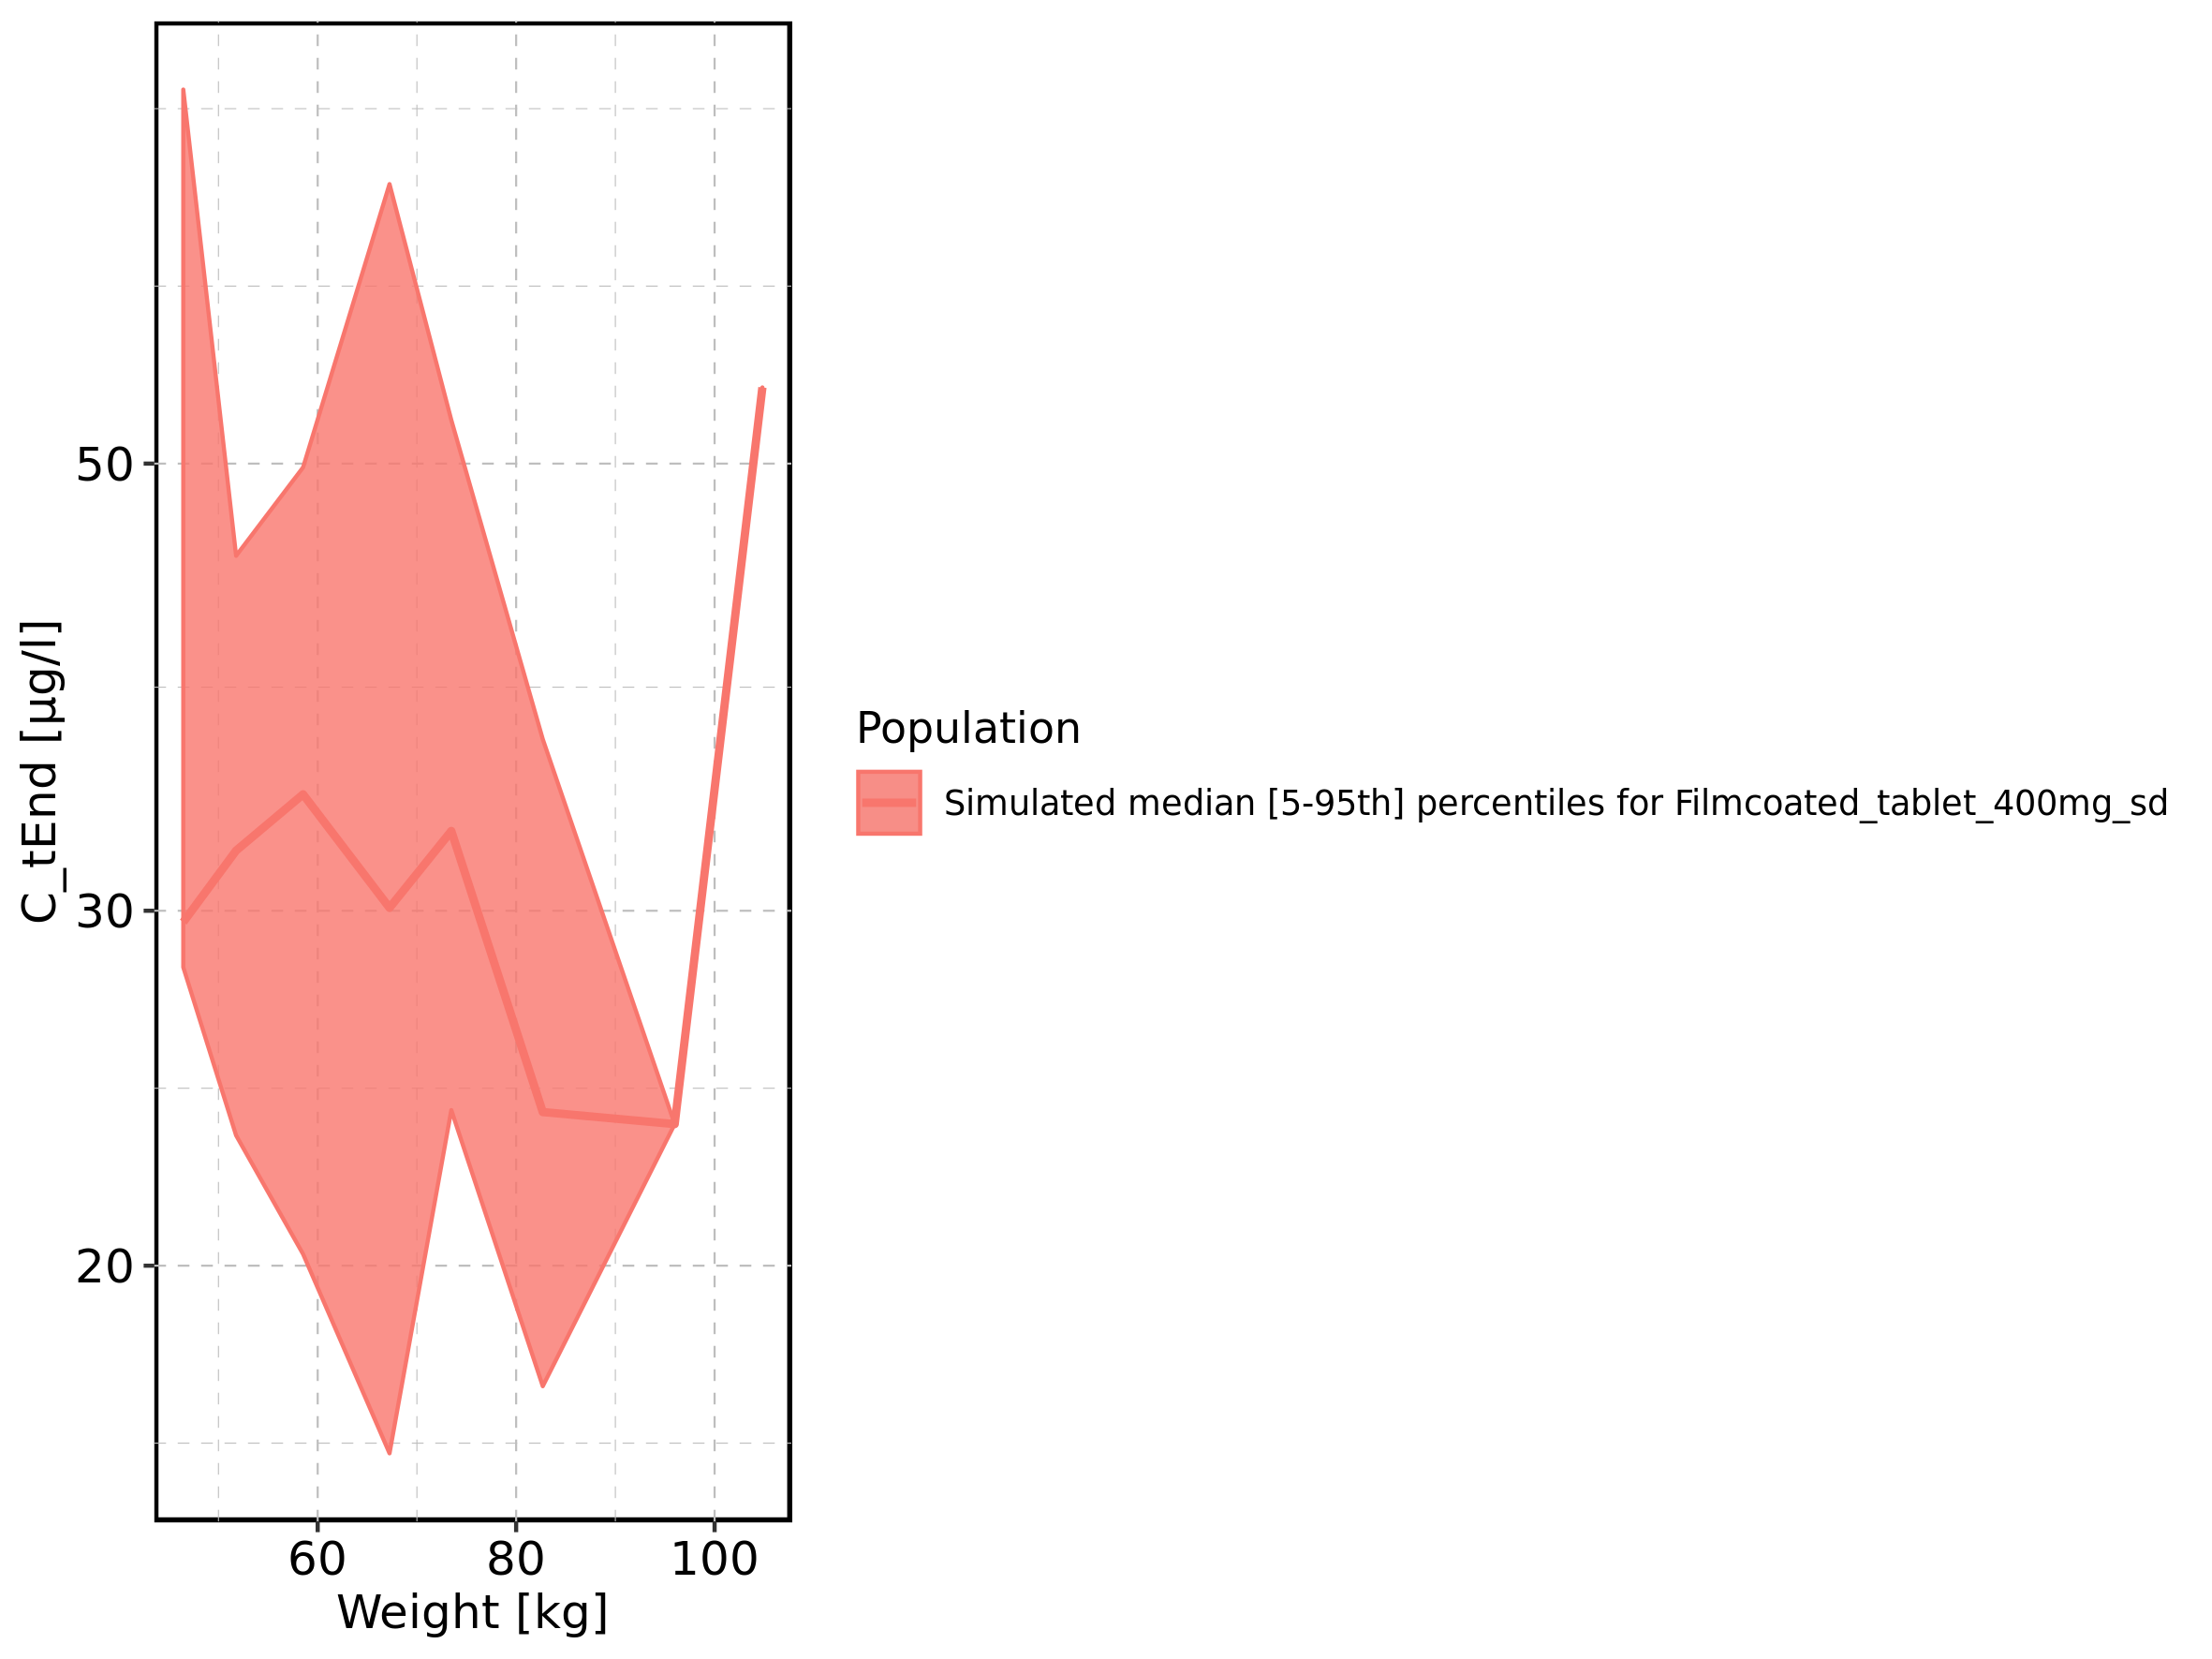 C_tEnd [µg/l]
50
30
20
60 80 100
Weight [kg]
Population
Simulated median [5-95th] percentiles for Filmcoated_tablet_400mg_sd